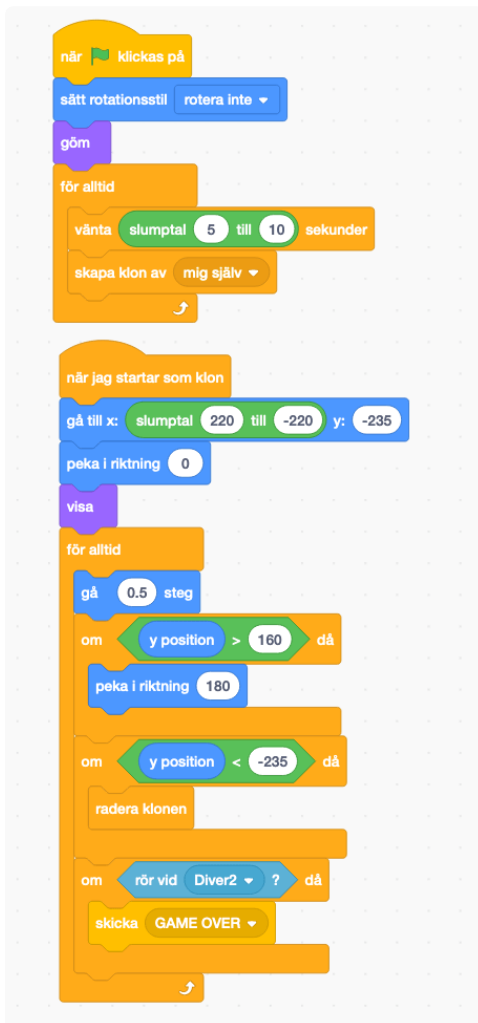 när klickas på
sätt rotationsstil rotera inte
göm
för alltid
vänta slumptal 5 till 10 sekunder
skapa klon av mig själv
när jag startar som klon
gå till x: slumptal 220 till -220 y: -235
peka i riktning 0
visa
för alltid
gå 0.5 steg
om y position > 160 då
peka i riktning 180
om y position < -235 då
radera klonen
om rör vid Diver2 ? då
skicka GAME OVER